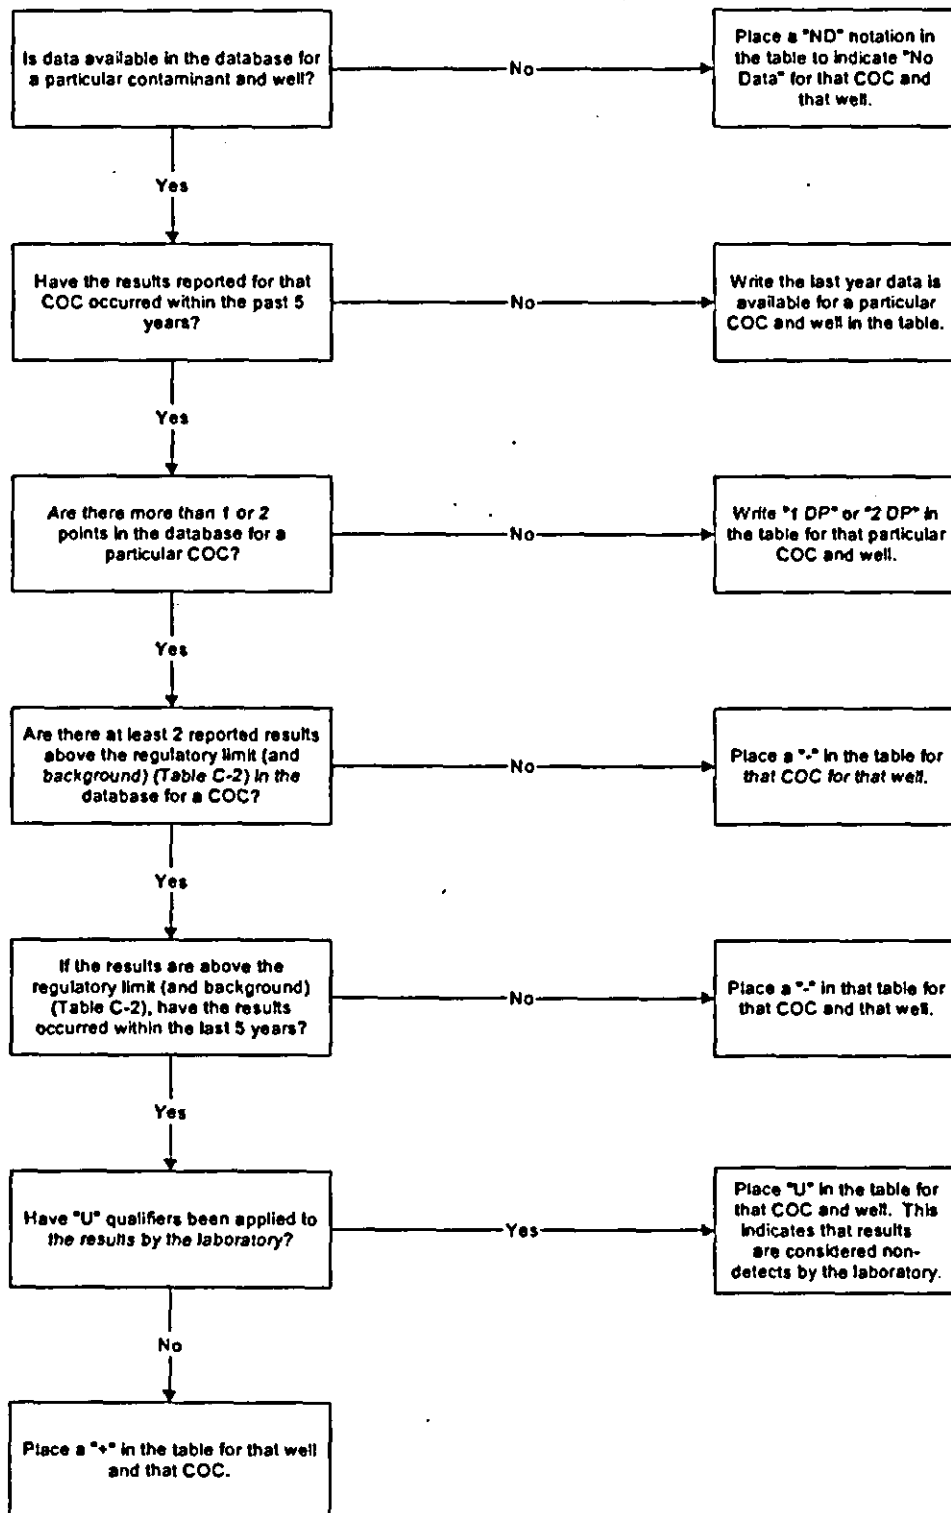 Is data available in the database for
a particular contaminant and well?
No
Place a "ND" notation in
the table to indicate "No
Data" for that COC and
that well.
Yes
Have the results reported for that
COC occurred within the past 5
years?
No
Write the last year data is
available for a particular
COC and well in the table.
Yes
Are there more than 1 or 2
points in the database for a
particular COC?
No
Write "1 DP" or "2 DP" in
the table for that particular
COC and well.
Yes
Are there at least 2 reported results
above the regulatory limit (and
background) (Table C-2) in the
database for a COC?
No
Place a "-" in the table for
that COC for that well.
Yes
If the results are above the
regulatory limit (and background)
(Table C-2), have the results
occurred within the last 5 years?
No
Place a "-" in that table for
that COC and that well.
Yes
Have "U" qualifiers been applied to
the results by the laboratory?
Yes
Place "U" in the table for
that COC and well. This
indicates that results
are considered non-
detects by the laboratory.
No
Place a "+" in the table for that well
and that COC.